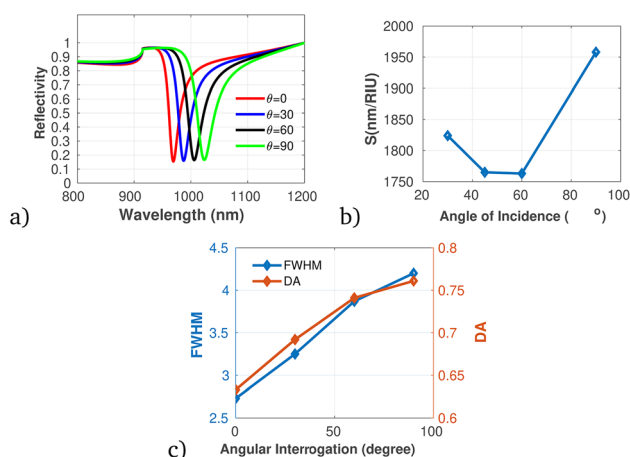 1
0.9
0.8
0.7
0.6
0.5
0.4
0.3
0.2
0.1
0
Reflectivity
θ=0
θ=30
θ=60
θ=90
800 900 1000 1100 1200
Wavelength (nm)
a)
2000
1950
1900
1850
1800
1750
S(nm/RIU)
20 40 60 80 100
Angle of Incidence ( o)
b)
4.5
4
3.5
3
2.5
FWHM
FWHM
DA
0.8
0.75
0.7
0.65
0.6
DA
0 50 100
Angular Interrogation (degree)
c)